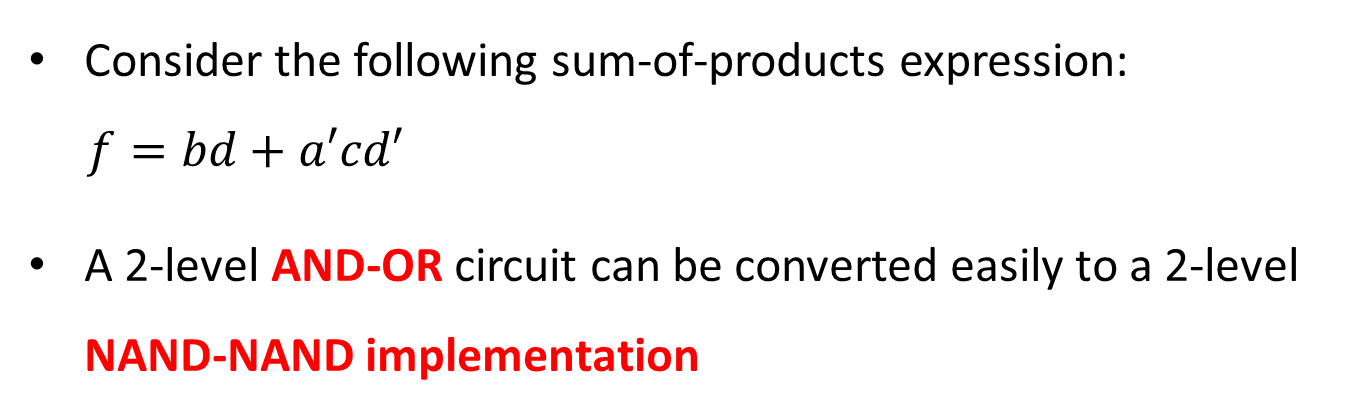 • Consider the following sum-of-products expression:
f = bd + a′cd′
• A 2-level AND-OR circuit can be converted easily to a 2-level
NAND-NAND implementation